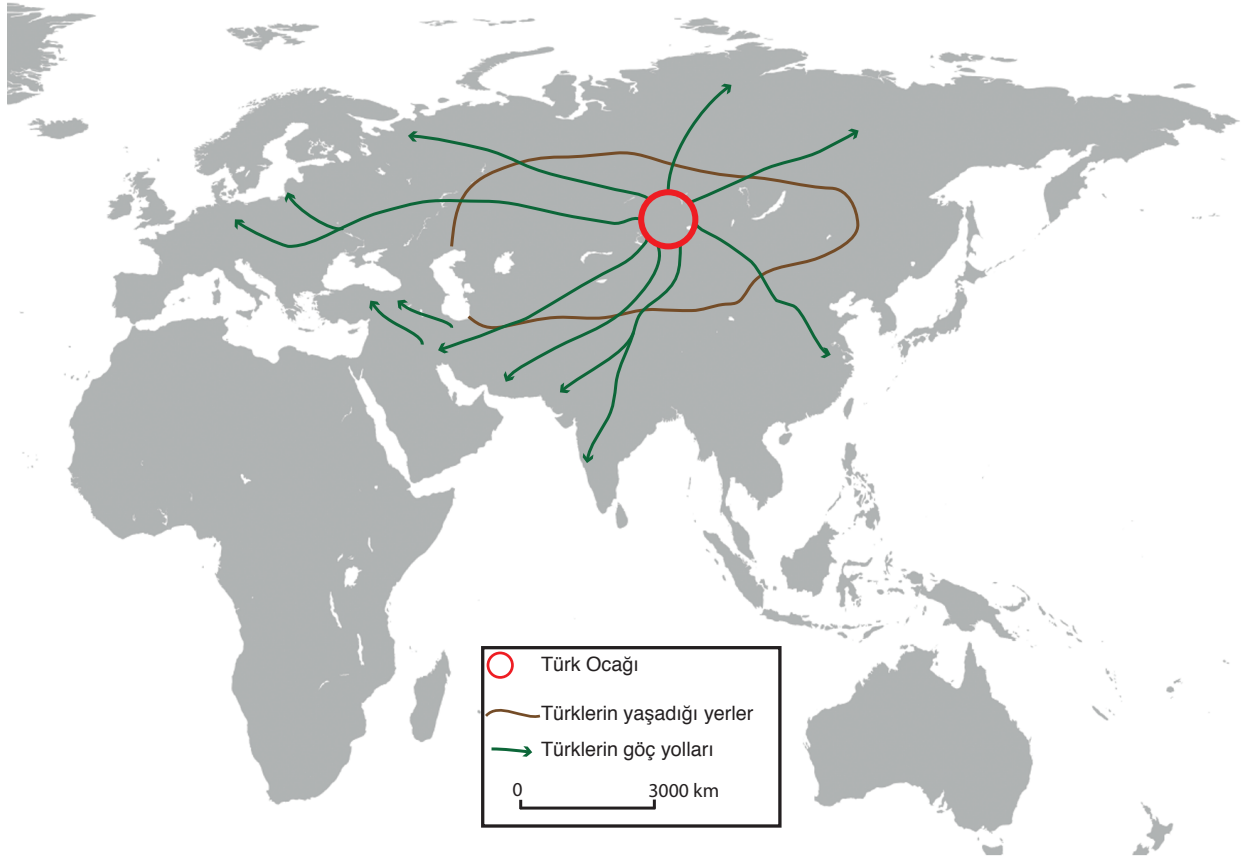 Türk Ocağı
Türklerin yaşadığı yerler
Türklerin göç yolları
0 3000 km